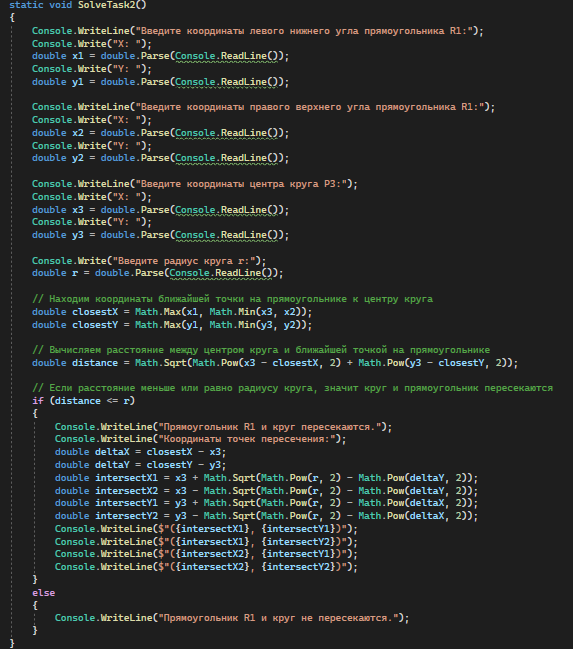 static void SolveTask2()
{
Console.WriteLine("Введите координаты левого нижнего угла прямоугольника R1:");
Console.Write("X: ");
double x1 = double.Parse(Console.ReadLine());
Console.Write("Y: ");
double y1 = double.Parse(Console.ReadLine());
Console.WriteLine("Введите координаты правого верхнего угла прямоугольника R1:");
Console.Write("X: ");
double x2 = double.Parse(Console.ReadLine());
Console.Write("Y: ");
double y2 = double.Parse(Console.ReadLine());
Console.WriteLine("Введите координаты центра круга P3:");
Console.Write("X: ");
double x3 = double.Parse(Console.ReadLine());
Console.Write("Y: ");
double y3 = double.Parse(Console.ReadLine());
Console.Write("Введите радиус круга r:");
double r = double.Parse(Console.ReadLine());
// Находим координаты ближайшей точки на прямоугольнике к центру круга
double closestX = Math.Max(x1, Math.Min(x3, x2));
double closestY = Math.Max(y1, Math.Min(y3, y2));
// Вычисляем расстояние между центром круга и ближайшей точкой на прямоугольнике
double distance = Math.Sqrt(Math.Pow(x3 - closestX, 2) + Math.Pow(y3 - closestY, 2));
// Если расстояние меньше или равно радиусу круга, значит круг и прямоугольник пересекаются
if (distance <= r)
{
Console.WriteLine("Прямоугольник R1 и круг пересекаются.");
Console.WriteLine("Координаты точек пересечения:");
double deltaX = closestX - x3;
double deltaY = closestY - y3;
double intersectX1 = x3 + Math.Sqrt(Math.Pow(r, 2) - Math.Pow(deltaY, 2));
double intersectX2 = x3 - Math.Sqrt(Math.Pow(r, 2) - Math.Pow(deltaY, 2));
double intersectY1 = y3 + Math.Sqrt(Math.Pow(r, 2) - Math.Pow(deltaX, 2));
double intersectY2 = y3 - Math.Sqrt(Math.Pow(r, 2) - Math.Pow(deltaX, 2));
Console.WriteLine($"({intersectX1}, {intersectY1})");
Console.WriteLine($"({intersectX1}, {intersectY2})");
Console.WriteLine($"({intersectX2}, {intersectY1})");
Console.WriteLine($"({intersectX2}, {intersectY2})");
}
else
{
Console.WriteLine("Прямоугольник R1 и круг не пересекаются.");
}
}